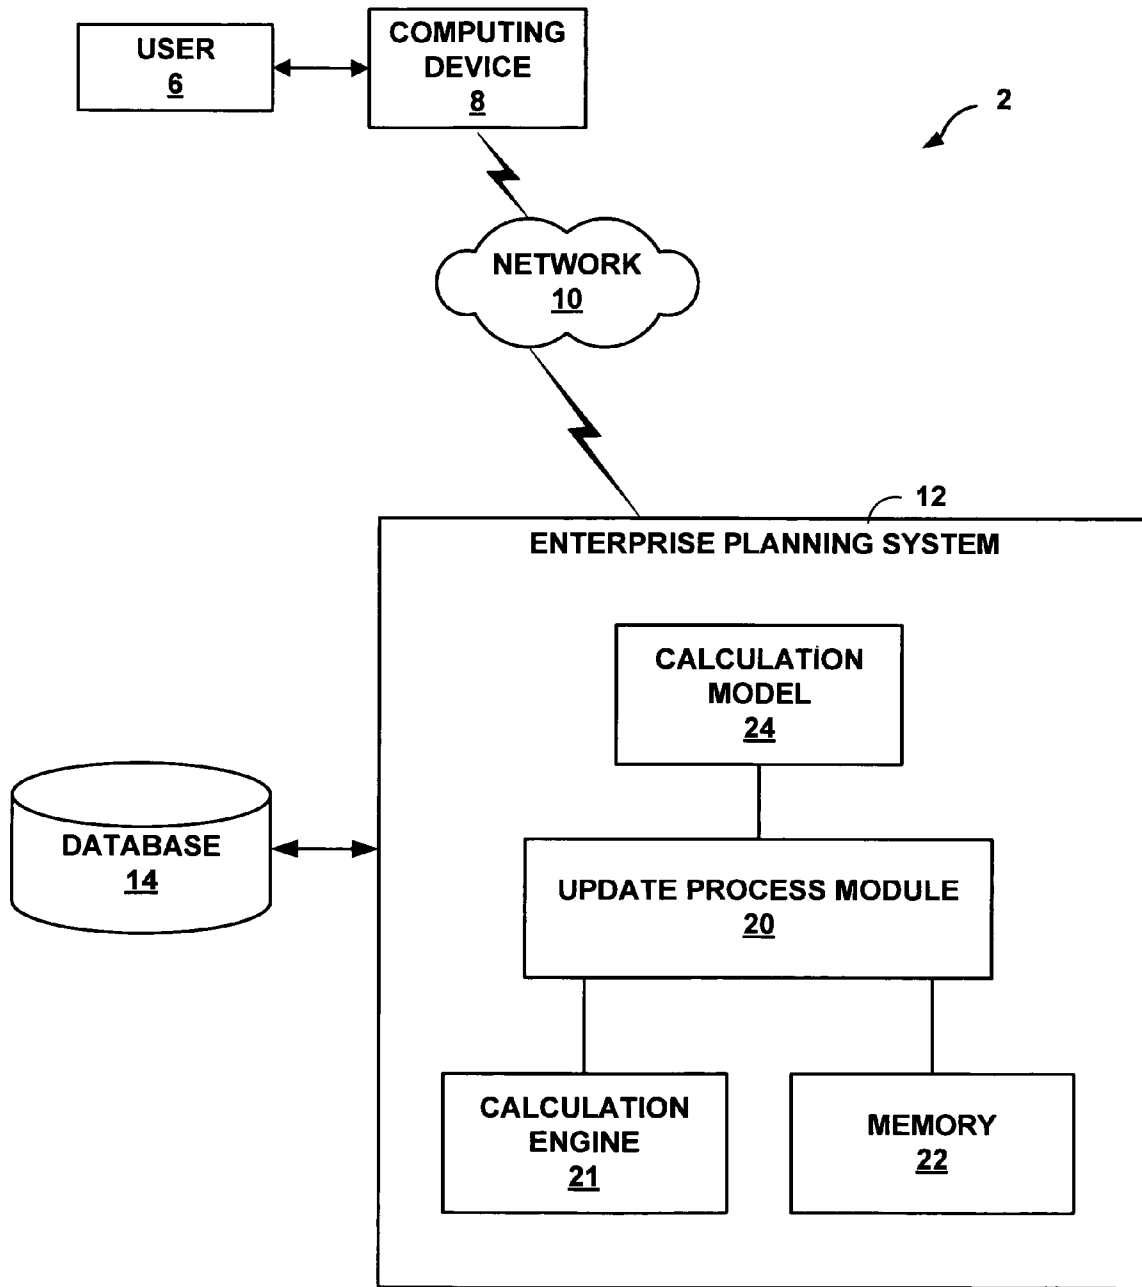 USER
6
COMPUTING
DEVICE
8
2
NETWORK
10
12
ENTERPRISE PLANNING SYSTEM
CALCULATION
MODEL
24
DATABASE
14
UPDATE PROCESS MODULE
20
CALCULATION
ENGINE
21
MEMORY
22